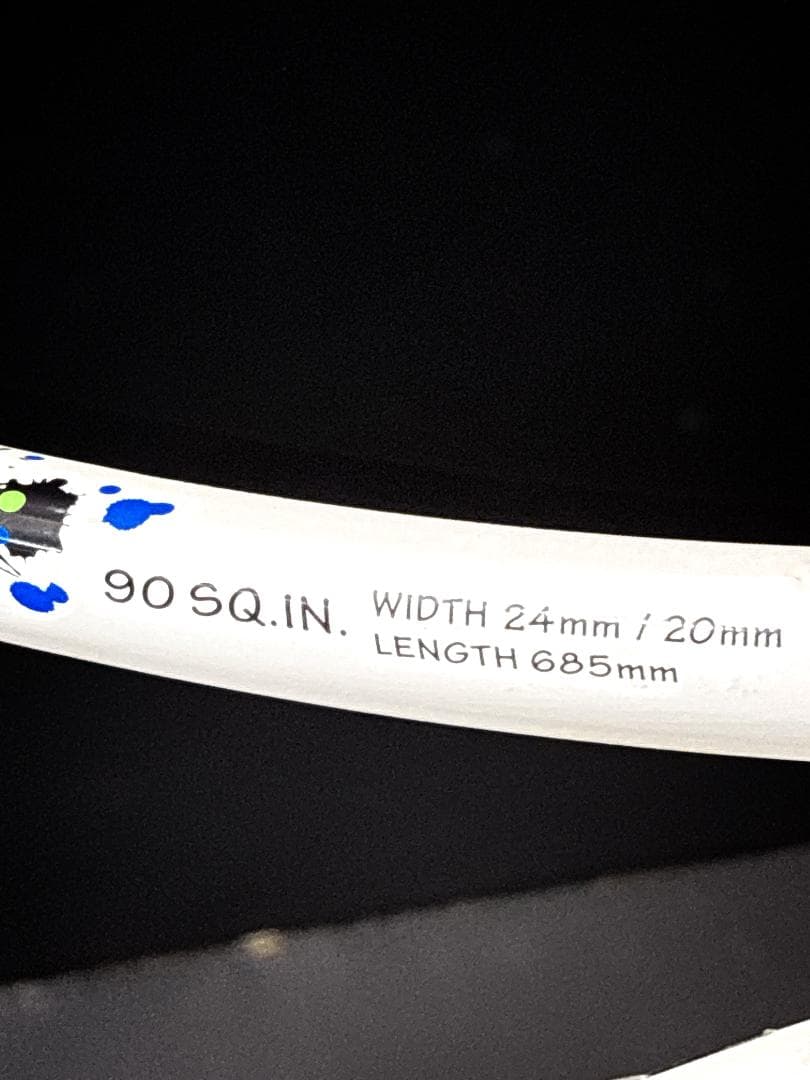 90 SQ.IN.
WIDTH 24mm / 20mm
LENGTH 685mm